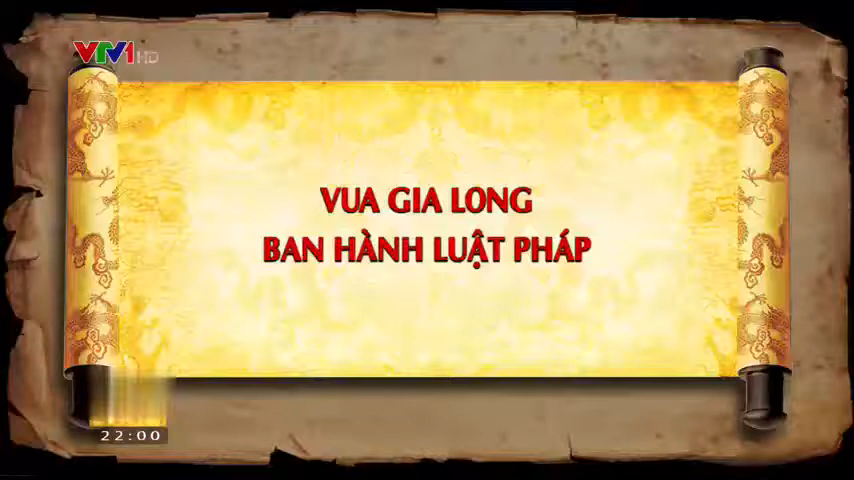 VTV1 HD
VUA GIA LONG
BAN HÀNH LUẬT PHÁP
22:00